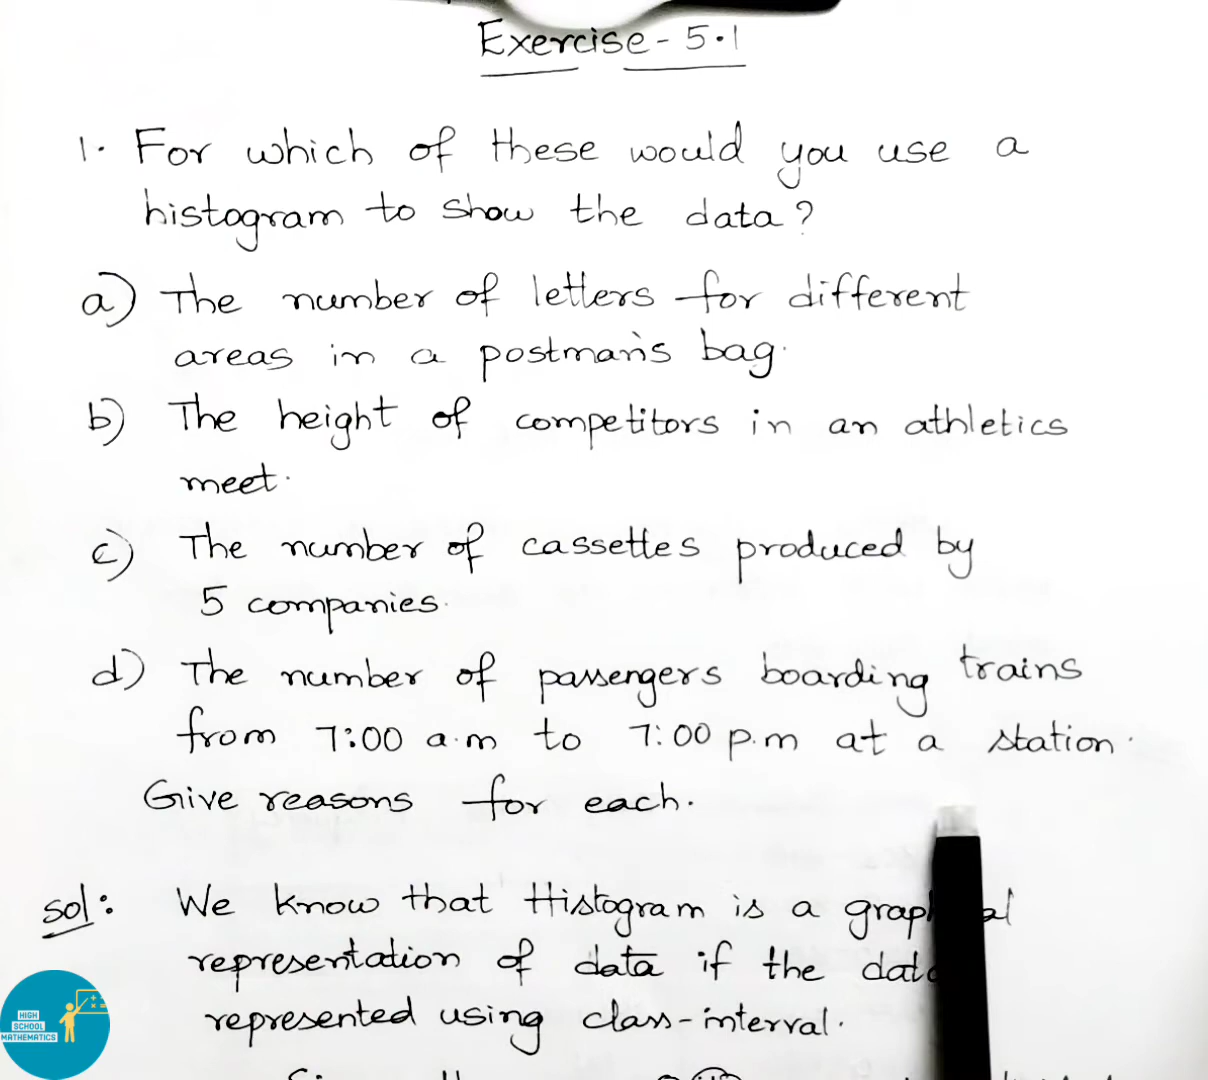 Exercise - 5.1
1. For which of these would you use a
histogram to show the data?
a) The number of letters for different
areas in a postman's bag.
b) The height of competitors in an athletics
meet.
c) The number of cassettes produced by
5 companies.
d) The number of passengers boarding trains
from 7:00 a.m to 7:00 p.m at a station.
Give reasons for each.
Sol: We know that Histogram is a
representation of data if the
represented using class-interval.
HIGH
SCHOOL
MATHEMATICS